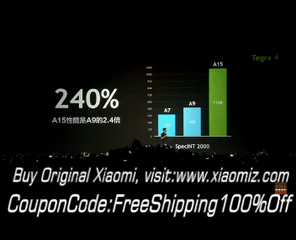 Tegra 4
240%
A15性能是A9的2.4倍
A15
A7
A9
SpecINT 2000
Buy Original Xiaomi, visit:www.xiaomiz.com
CouponCode:FreeShipping100%Off